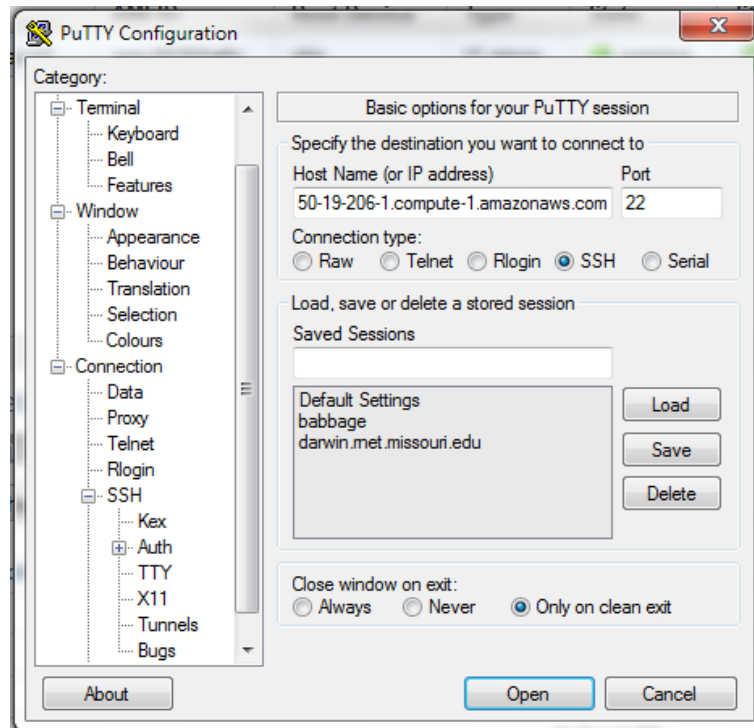 PuTTY Configuration
Category:
Terminal
Keyboard
Bell
Features
Window
Appearance
Behaviour
Translation
Selection
Colours
Connection
Data
Proxy
Telnet
Rlogin
SSH
Kex
Auth
TTY
X11
Tunnels
Bugs
Basic options for your PuTTY session
Specify the destination you want to connect to
Host Name (or IP address) Port
50-19-206-1.compute-1.amazonaws.com 22
Connection type:
Raw Telnet Rlogin SSH Serial
Load, save or delete a stored session
Saved Sessions
Default Settings
babbage
darwin.rnet.missouri.edu
Load
Save
Delete
Close window on exit:
Always Never Only on clean exit
About Open Cancel